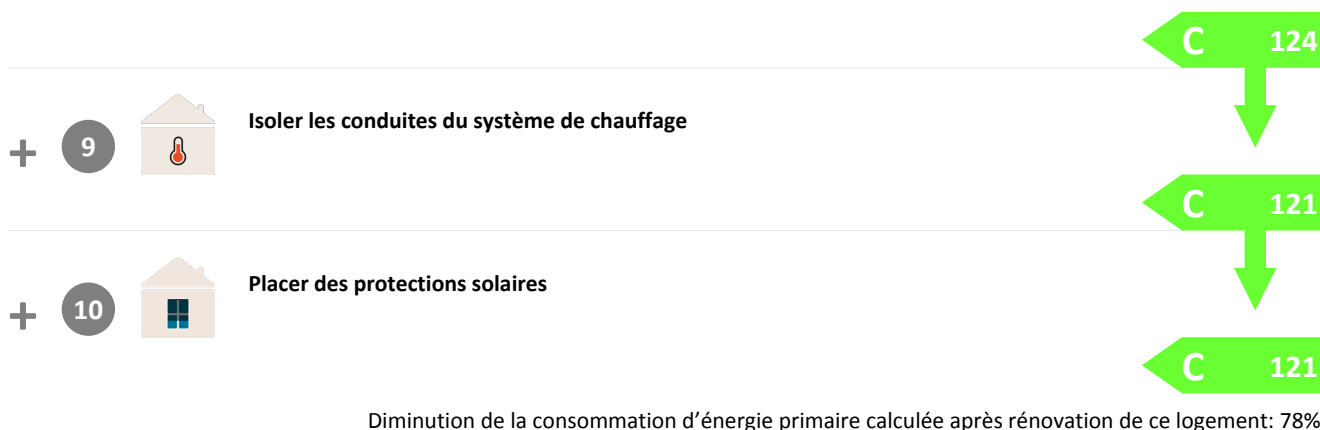 C 124
+ 9 Isoler les conduites du système de chauffage
C 121
+ 10 Placer des protections solaires
C 121
Diminution de la consommation d’énergie primaire calculée après rénovation de ce logement: 78%